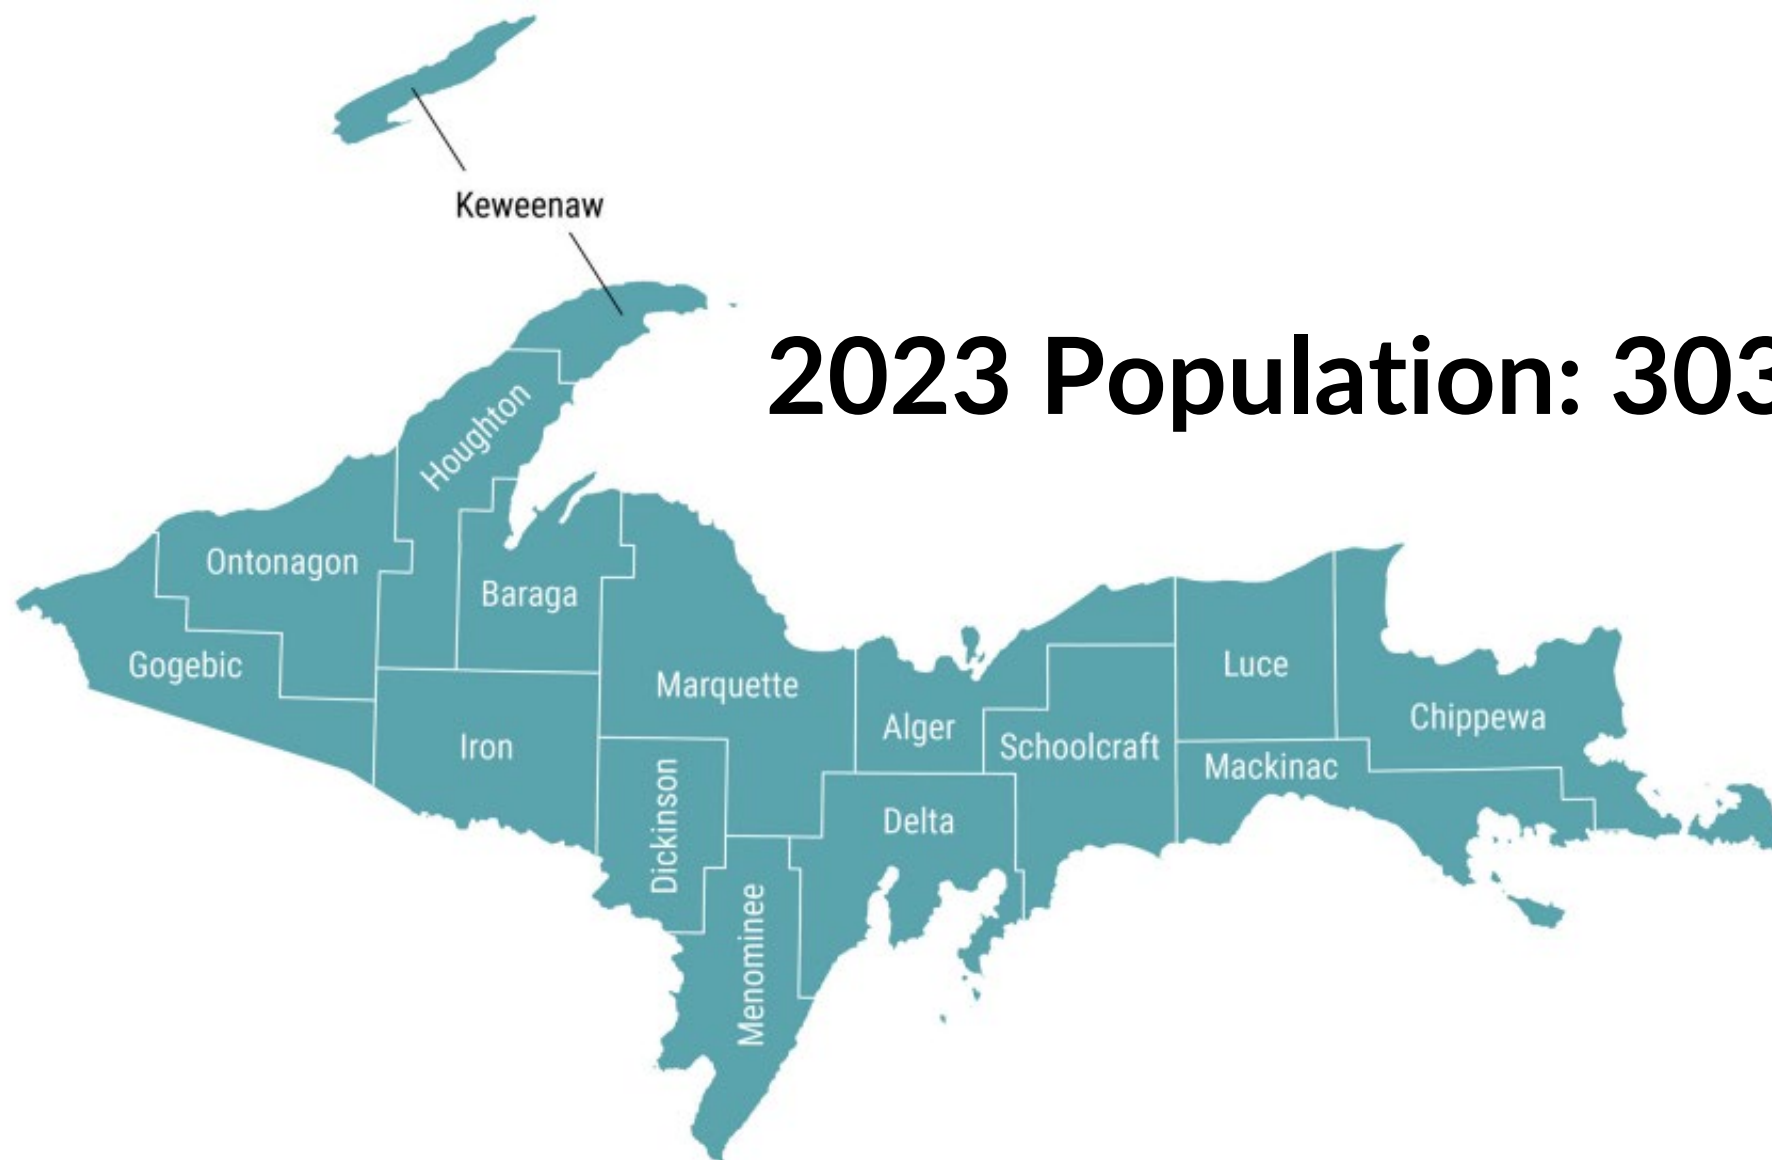 Keweenaw
2023 Population: 303
Houghton
Ontonagon
Baraga
Gogebic
Marquette
Luce
Iron
Alger
Schoolcraft
Chippewa
Mackinac
Dickinson
Delta
Menominee